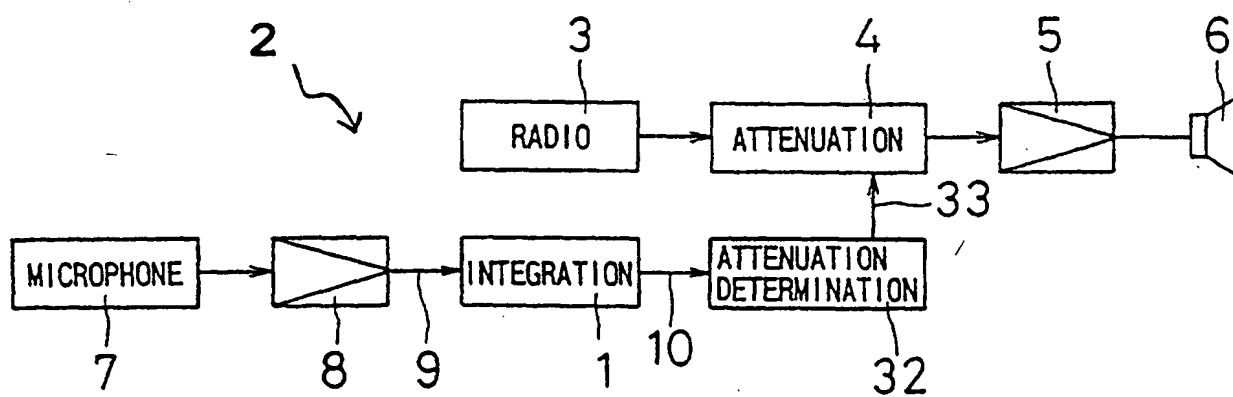 2
3
4
5
6
RADIO
ATTENUATION
33
MICROPHONE
INTEGRATION
ATTENUATION
DETERMINATION
7
8
9
1
10
32